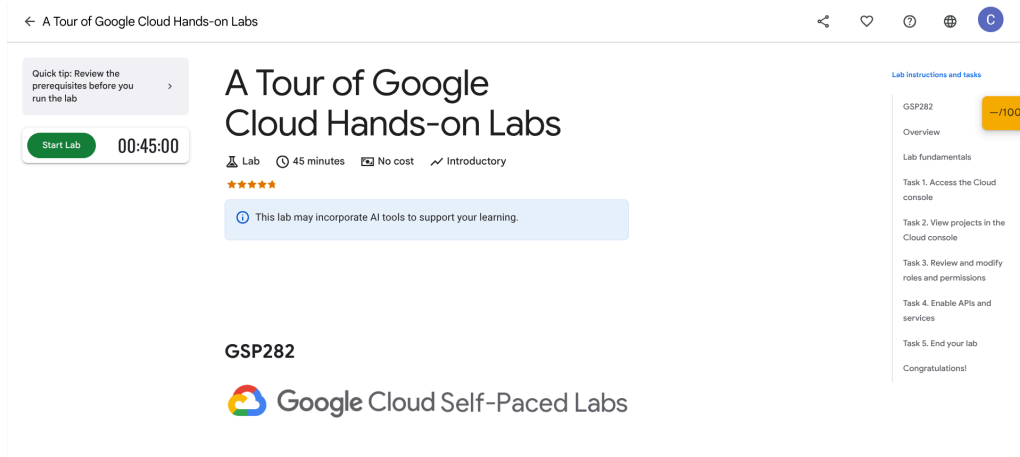 A Tour of Google Cloud Hands-on Labs
C
Quick tip: Review the
prerequisites before you
run the lab
Start Lab
00:45:00
A Tour of Google
Cloud Hands-on Labs
Lab
45 minutes
No cost
Introductory
This lab may incorporate AI tools to support your learning.
GSP282
Google Cloud Self-Paced Labs
Lab instructions and tasks
GSP282
—/100
Overview
Lab fundamentals
Task 1. Access the Cloud
console
Task 2. View projects in the
Cloud console
Task 3. Review and modify
roles and permissions
Task 4. Enable APIs and
services
Task 5. End your lab
Congratulations!